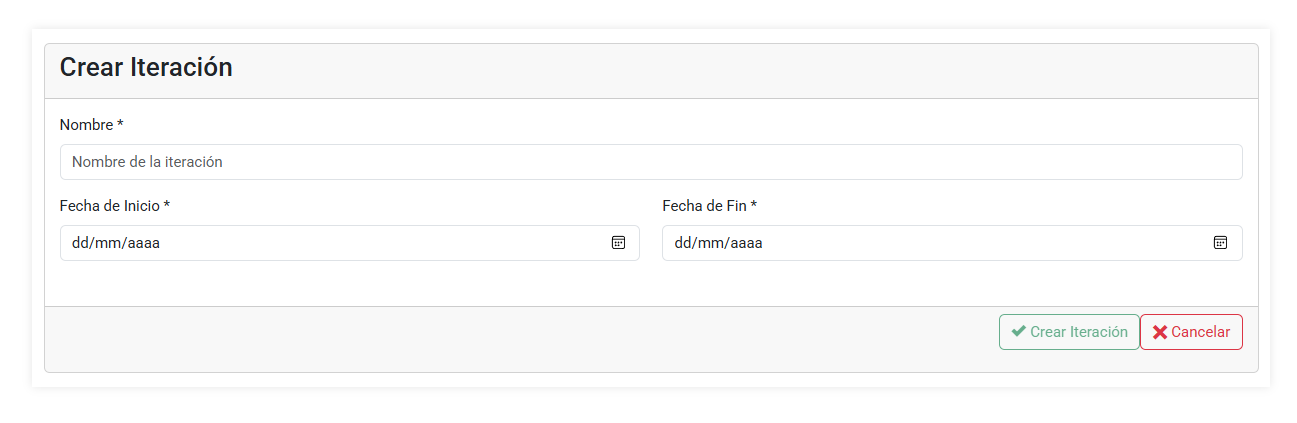 Crear Iteración
Nombre *
Nombre de la iteración
Fecha de Inicio * Fecha de Fin *
dd/mm/aaaa dd/mm/aaaa
Crear Iteración Cancelar